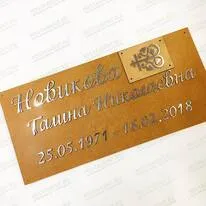 Новикова
Галина Николаевна
25.05.1971 - 18.02.2018